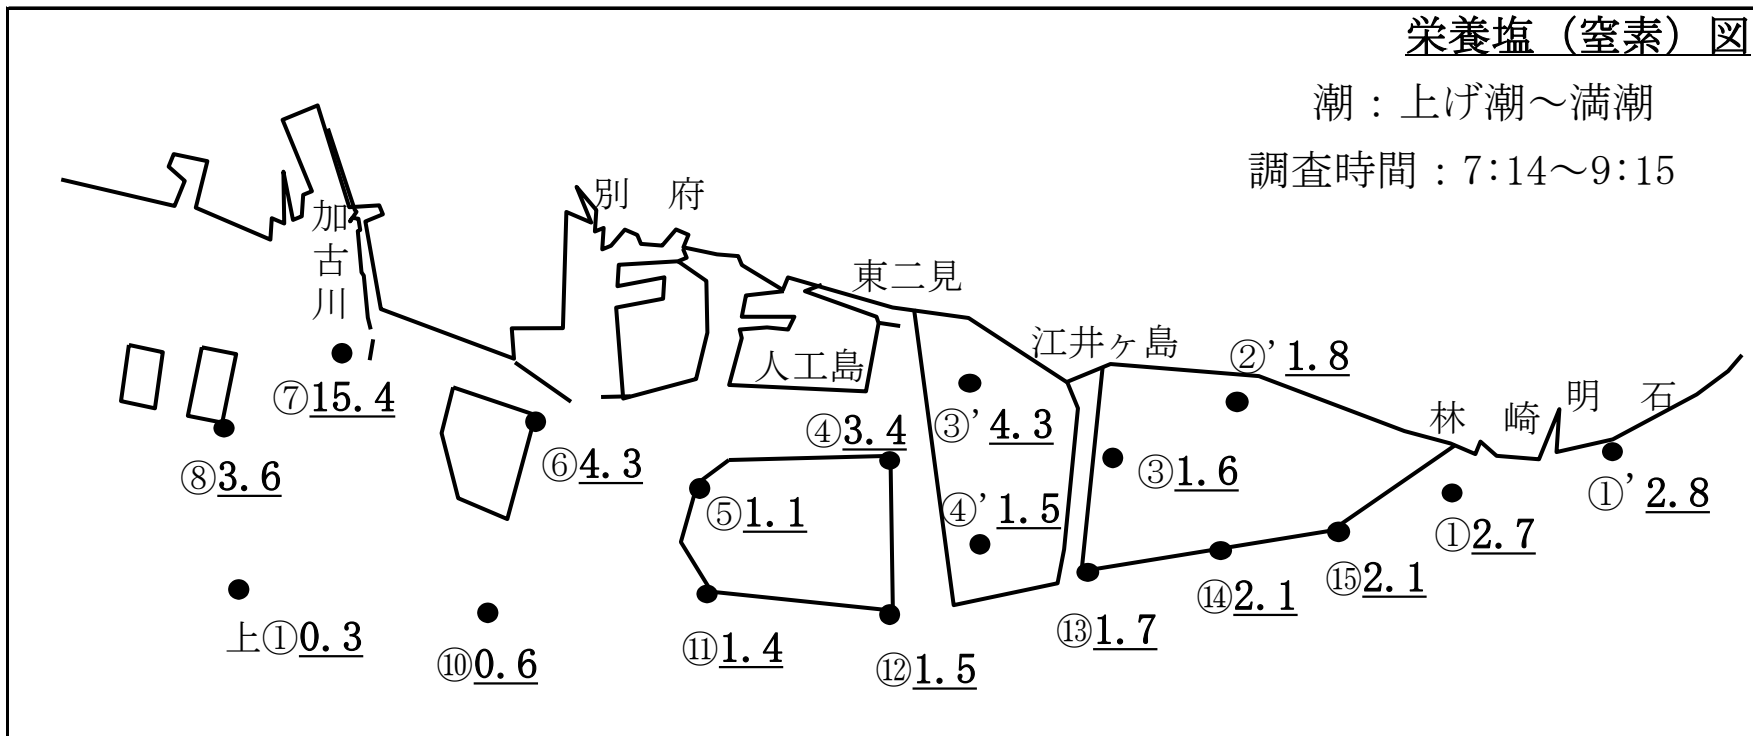 栄養塩（窒素）図
潮：上げ潮～満潮
調査時間：7:14～9:15
別 府
加古川
東二見
江井ヶ島
②' 1.8
人工島
⑦15.4
明 石
林 崎
④3.4
③' 4.3
⑧3.6
⑥4.3
③1.6
①' 2.8
⑤1.1
④' 1.5
①2.7
⑮2.1
⑭2.1
上①0.3
⑬1.7
⑪1.4
⑩0.6
⑫1.5